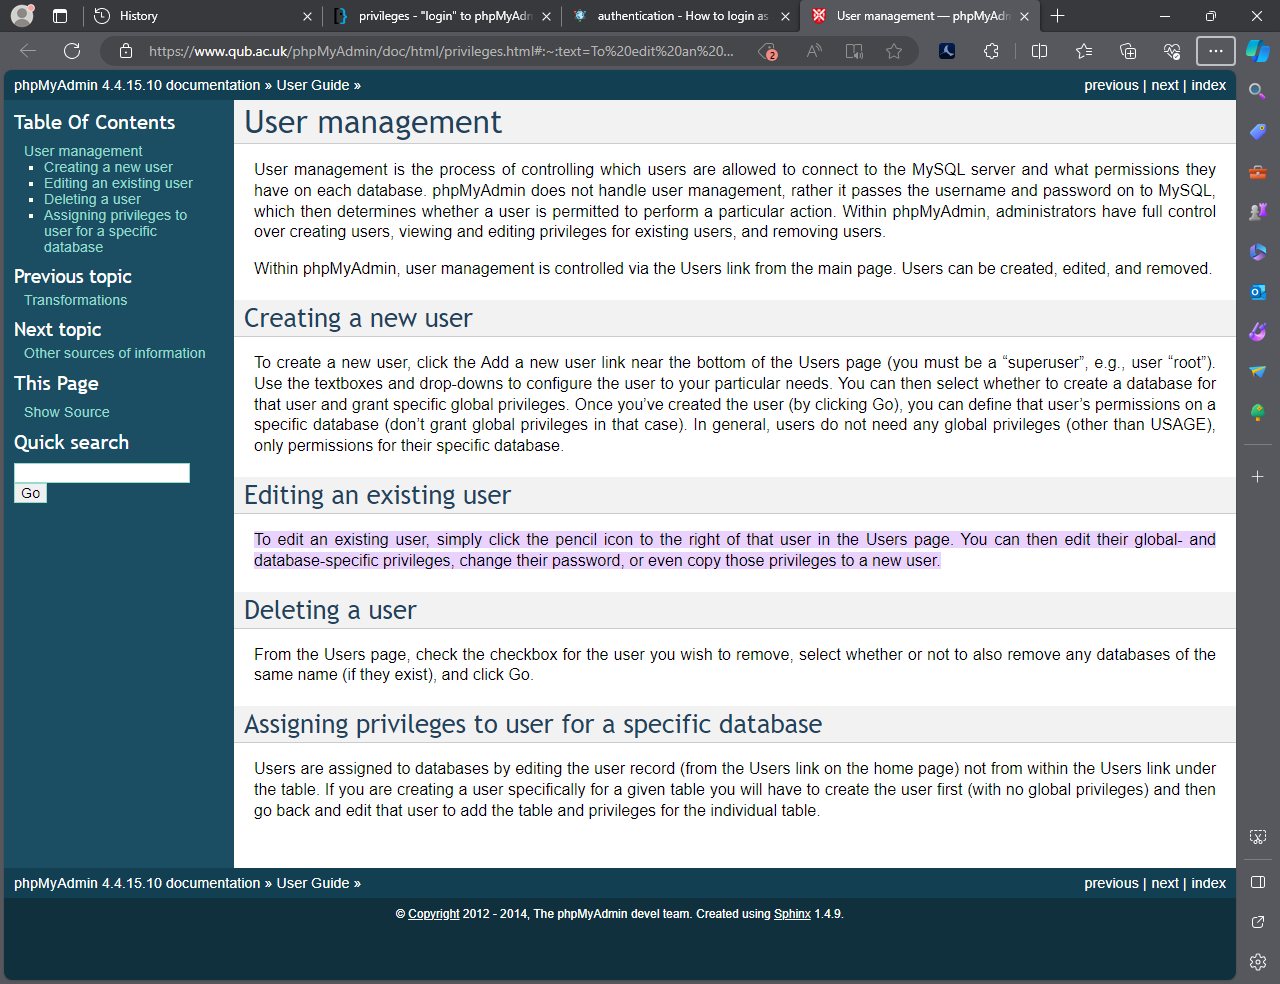 History
privileges - "login" to phpMyAdm
authentication - How to login as
User management — phpMyAdm
https://www.qub.ac.uk/phpMyAdmin/doc/html/privileges.html#:~:text=To%20edit%20an%20...
2
phpMyAdmin 4.4.15.10 documentation » User Guide »
previous | next | index
Table Of Contents
User management
Creating a new user
Editing an existing user
Deleting a user
Assigning privileges to
user for a specific
database
Previous topic
Transformations
Next topic
Other sources of information
This Page
Show Source
Quick search
Go
User management
User management is the process of controlling which users are allowed to connect to the MySQL server and what permissions they
have on each database. phpMyAdmin does not handle user management, rather it passes the username and password on to MySQL,
which then determines whether a user is permitted to perform a particular action. Within phpMyAdmin, administrators have full control
over creating users, viewing and editing privileges for existing users, and removing users.
Within phpMyAdmin, user management is controlled via the Users link from the main page. Users can be created, edited, and removed.
Creating a new user
To create a new user, click the Add a new user link near the bottom of the Users page (you must be a “superuser”, e.g., user “root”).
Use the textboxes and drop-downs to configure the user to your particular needs. You can then select whether to create a database for
that user and grant specific global privileges. Once you’ve created the user (by clicking Go), you can define that user’s permissions on a
specific database (don’t grant global privileges in that case). In general, users do not need any global privileges (other than USAGE),
only permissions for their specific database.
Editing an existing user
To edit an existing user, simply click the pencil icon to the right of that user in the Users page. You can then edit their global- and
database-specific privileges, change their password, or even copy those privileges to a new user.
Deleting a user
From the Users page, check the checkbox for the user you wish to remove, select whether or not to also remove any databases of the
same name (if they exist), and click Go.
Assigning privileges to user for a specific database
Users are assigned to databases by editing the user record (from the Users link on the home page) not from within the Users link under
the table. If you are creating a user specifically for a given table you will have to create the user first (with no global privileges) and then
go back and edit that user to add the table and privileges for the individual table.
phpMyAdmin 4.4.15.10 documentation » User Guide »
previous | next | index
© Copyright 2012 - 2014, The phpMyAdmin devel team. Created using Sphinx 1.4.9.